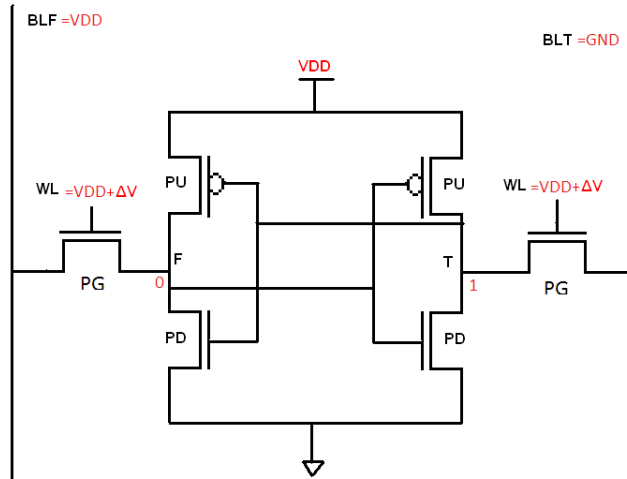 BLF =VDD
BLT =GND
VDD
PU
PU
WL =VDD+ΔV
WL =VDD+ΔV
F
T
0
1
PG
PG
PD
PD